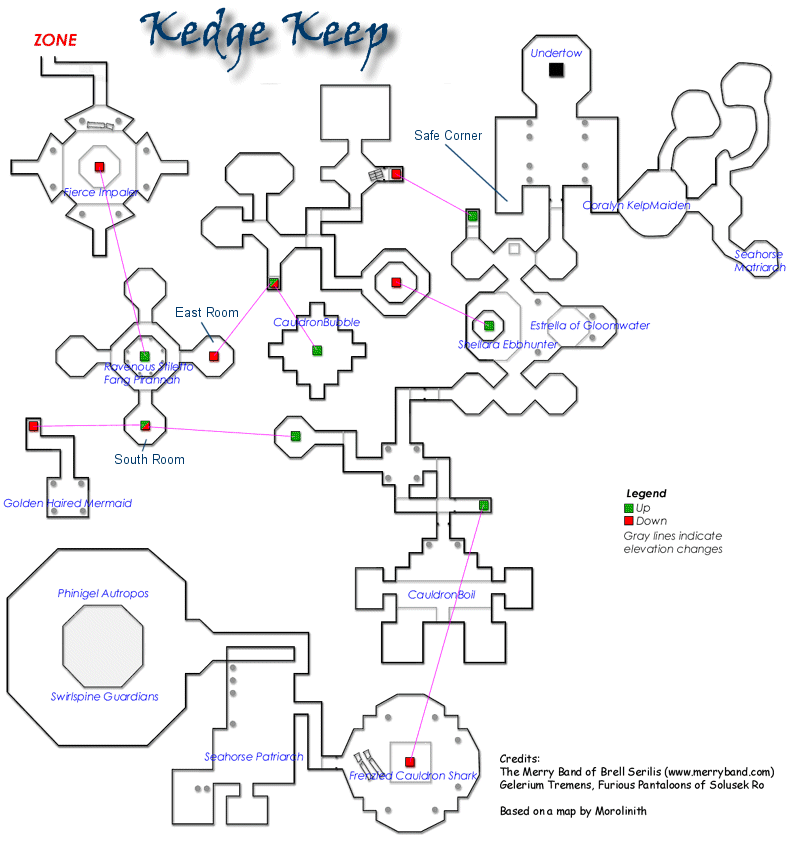 Kedge Keep
ZONE
Undertow
Safe Corner
Fierce Impaler
Coralyn KelpMaiden
Seahorse
Matriarch
East Room
CauldronBubble
Estrella of Gloomwater
Shellara Ebbhunter
Ravenous Stiletto
Fang Pirannah
South Room
Golden Haired Mermaid
Legend
Up
Down
Gray lines indicate
elevation changes
Phinigel Autropos
CauldronBoil
Swirlspine Guardians
Seahorse Patriarch
Frenzied Cauldron Shark
Credits:
The Merry Band of Brell Serilis (www.merryband.com)
Gelerium Tremens, Furious Pantaloons of Solusek Ro
Based on a map by Morolinith